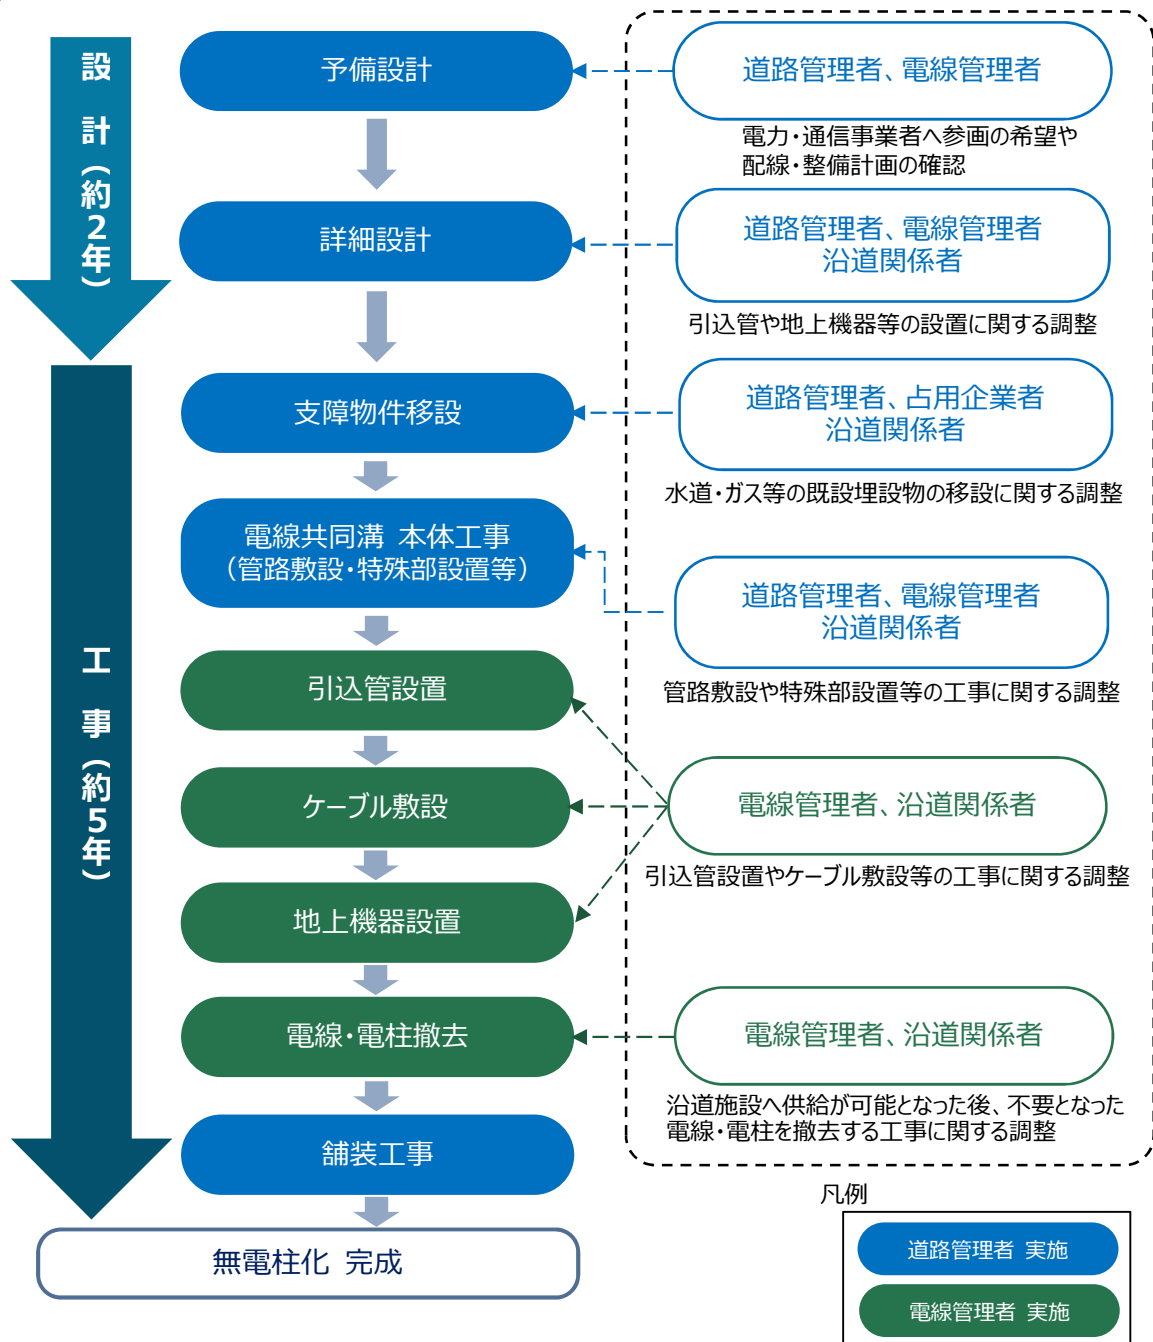 設計(約2年)
予備設計
道路管理者、電線管理者
電力・通信事業者へ参画の希望や
配線・整備計画の確認
詳細設計
道路管理者、電線管理者
沿道関係者
引込管や地上機器等の設置に関する調整
工事(約5年)
支障物件移設
道路管理者、占用企業者
沿道関係者
水道・ガス等の既設埋設物の移設に関する調整
電線共同溝 本体工事
(管路敷設・特殊部設置等)
道路管理者、電線管理者
沿道関係者
管路敷設や特殊部設置等の工事に関する調整
引込管設置
ケーブル敷設
地上機器設置
電線管理者、沿道関係者
引込管設置やケーブル敷設等の工事に関する調整
電線・電柱撤去
電線管理者、沿道関係者
沿道施設へ供給が可能となった後、不要となった
電線・電柱を撤去する工事に関する調整
舗装工事
無電柱化 完成
凡例
道路管理者 実施
電線管理者 実施